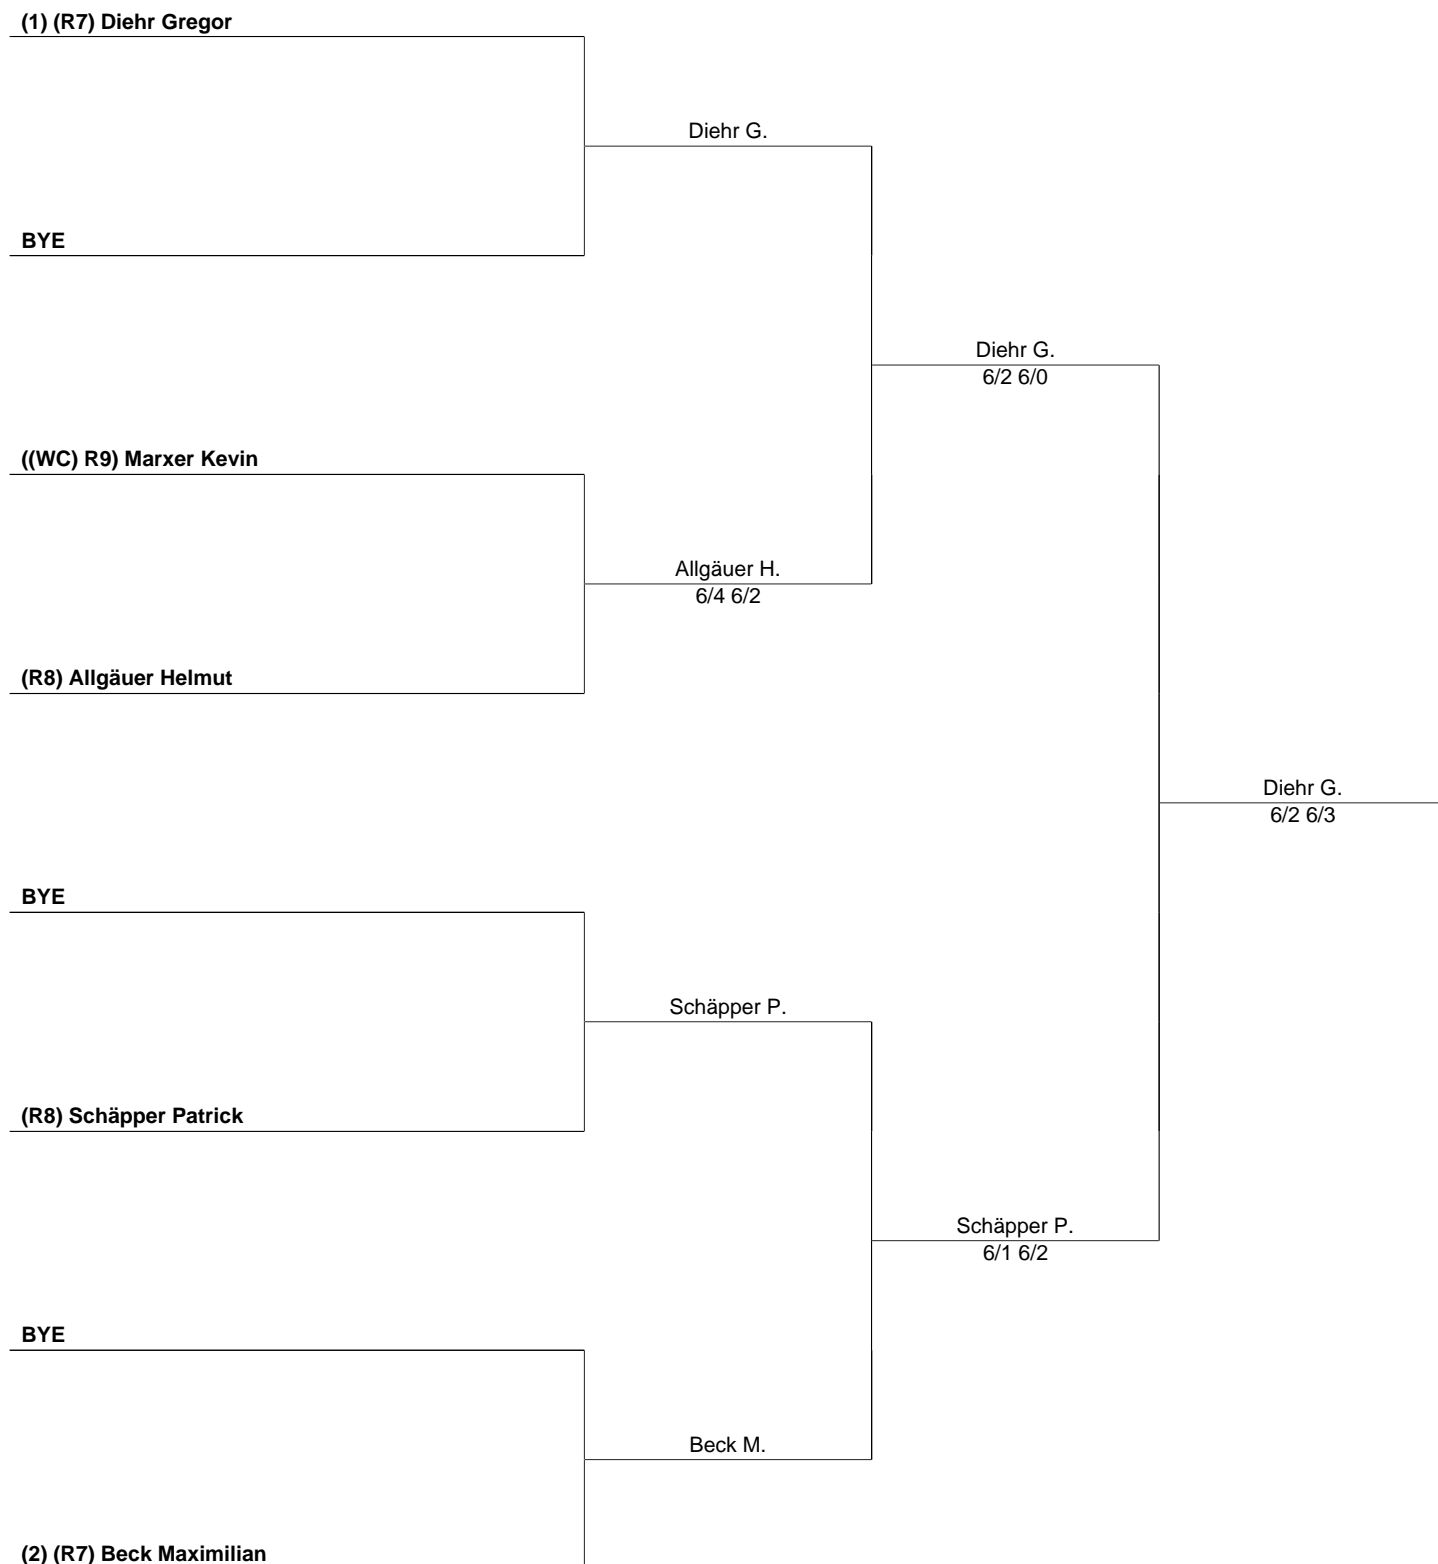 (1) (R7) Diehr Gregor
Diehr G.
BYE
Diehr G.
6/2 6/0
((WC) R9) Marxer Kevin
Allgäuer H.
6/4 6/2
(R8) Allgäuer Helmut
Diehr G.
6/2 6/3
BYE
Schäpper P.
(R8) Schäpper Patrick
Schäpper P.
6/1 6/2
BYE
Beck M.
(2) (R7) Beck Maximilian